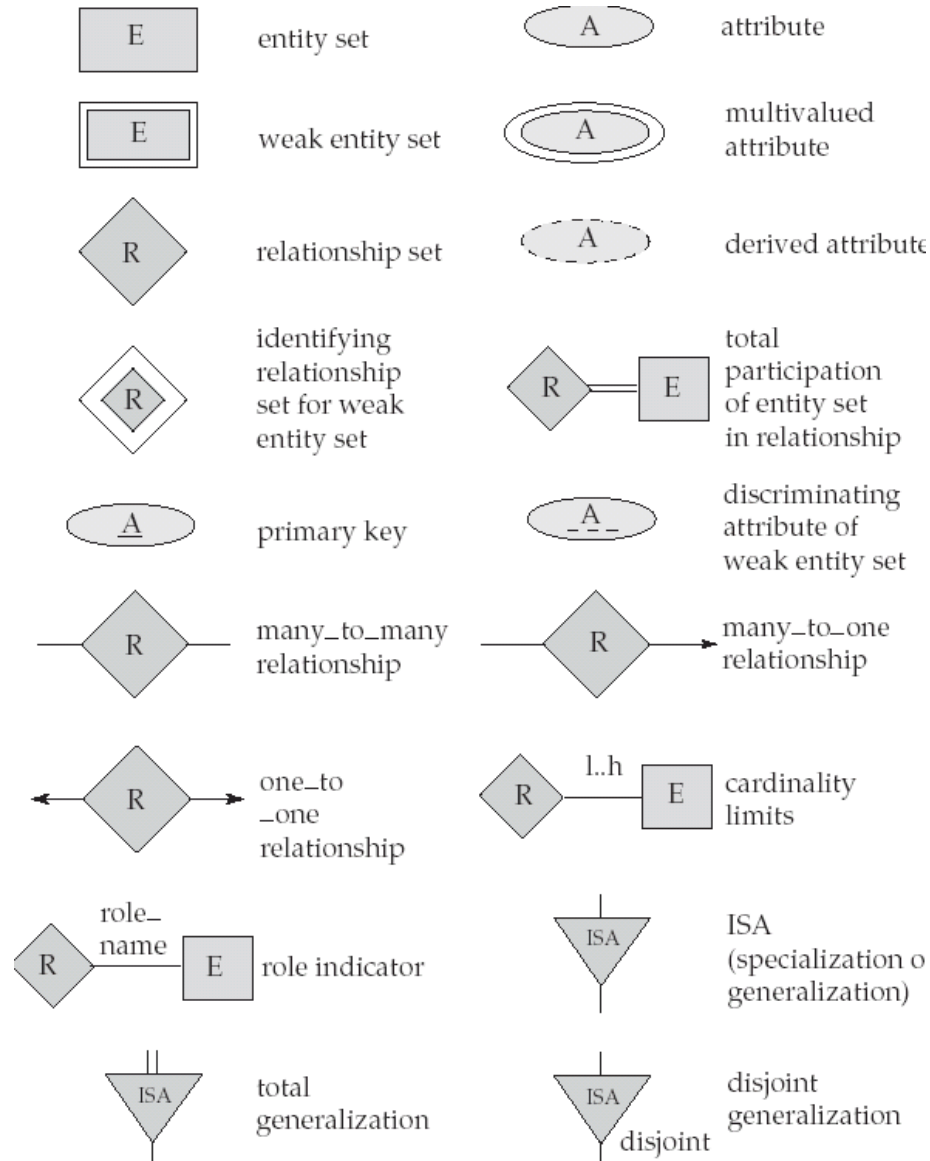 E
entity set
A
attribute
E
weak entity set
A
multivalued
attribute
R
relationship set
A
derived attribute
R
identifying
relationship
set for weak
entity set
R
E
total
participation
of entity set
in relationship
A
primary key
A
discriminating
attribute of
weak entity set
R
many_to_many
relationship
R
many_to_one
relationship
R
one_to
_one
relationship
R
l..h
E
cardinality
limits
R
role_
name
E
role indicator
ISA
ISA
(specialization o
generalization)
ISA
total
generalization
ISA
disjoint
disjoint
generalization